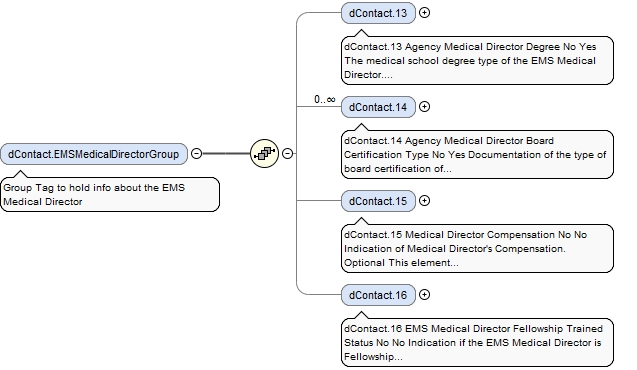 dContact.13
dContact.13 Agency Medical Director Degree No Yes
The medical school degree type of the EMS Medical
Director....
0..∞
dContact.14
dContact.14 Agency Medical Director Board
Certification Type No Yes Documentation of the type of
board certification of...
dContact.EMSMedicalDirectorGroup
Group Tag to hold info about the EMS
Medical Director
dContact.15
dContact.15 Medical Director Compensation No No
Indication of Medical Director's Compensation.
Optional This element...
dContact.16
dContact.16 EMS Medical Director Fellowship Trained
Status No No Indication if the EMS Medical Director is
Fellowship...